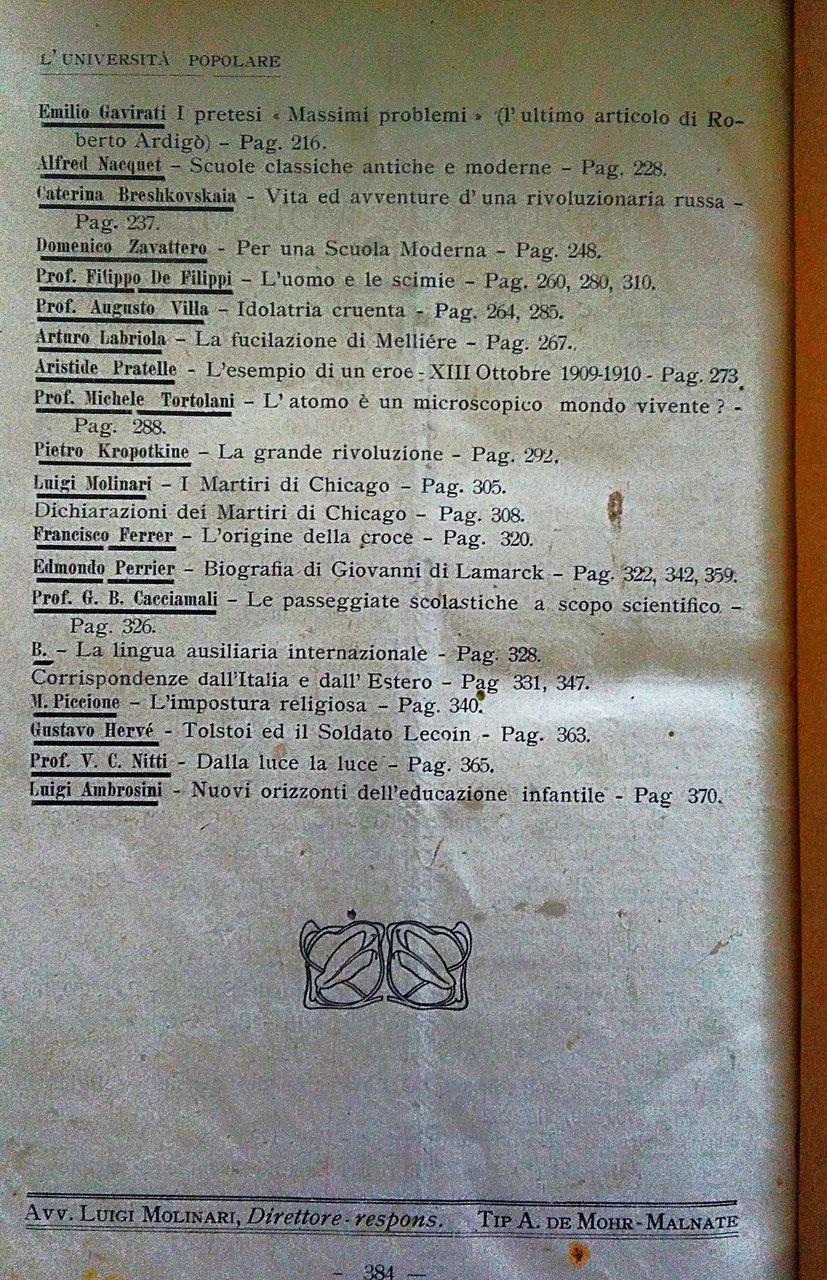 L'UNIVERSITÀ POPOLARE
Emilio Gavirati I pretesi « Massimi problemi » (l'ultimo articolo di Ro-
berto Ardigò) – Pag. 216.
Alfred Nacquet – Scuole classiche antiche e moderne – Pag. 228.
Caterina Breshkovskaia - Vita ed avventure d'una rivoluzionaria russa –
Pag. 237.
Domenico Zavattero - Per una Scuola Moderna – Pag. 248.
Prof. Filippo De Filippi – L'uomo e le scimie – Pag. 260, 280, 310.
Prof. Augusto Villa – Idolatria cruenta - Pag. 264, 285.
Arturo Labriola – La fucilazione di Melliére – Pag. 267.
Aristide Pratelle – L'esempio di un eroe - XIII Ottobre 1909-1910 - Pag. 273.
Prof. Michele Tortolani – L'atomo è un microscopico mondo vivente ? -
Pag. 288.
Pietro Kropotkine – La grande rivoluzione – Pag. 292.
Luigi Molinari – I Martiri di Chicago – Pag. 305.
Dichiarazioni dei Martiri di Chicago – Pag. 308.
Francisco Ferrer – L'origine della croce – Pag. 320.
Edmondo Perrier – Biografia di Giovanni di Lamarck – Pag. 322, 342, 359.
Prof. G. B. Cacciamali – Le passeggiate scolastiche a scopo scientifico. –
Pag. 326.
B. – La lingua ausiliaria internazionale - Pag. 328.
Corrispondenze dall'Italia e dall' Estero – Pag 331, 347.
M. Piccione – L'impostura religiosa – Pag. 340.
Gustavo Hervé - Tolstoi ed il Soldato Lecoin - Pag. 363.
Prof. V. C. Nitti - Dalla luce la luce – Pag. 365.
Luigi Ambrosini - Nuovi orizzonti dell'educazione infantile - Pag 370.
AVV. LUIGI MOLINARI, Direttore-respons. TIP A. DE MOHR-MALNATE
– 384 —